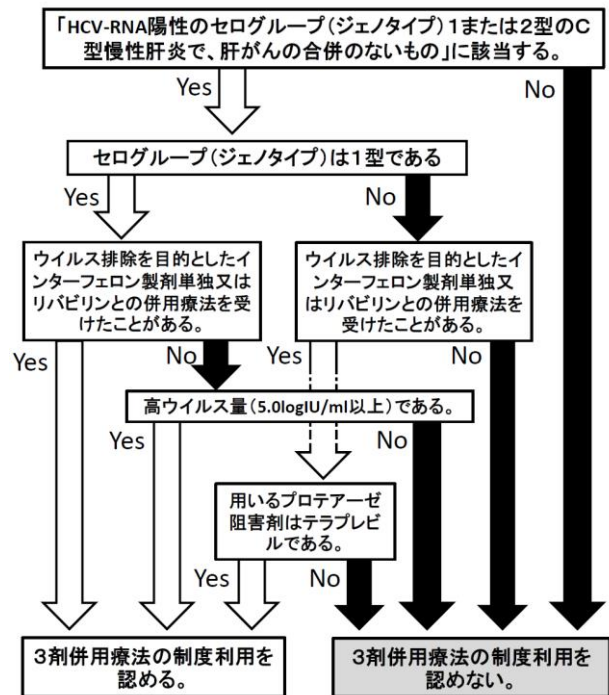 「HCV-RNA陽性のセログループ（ジェノタイプ）1または2型のC
型慢性肝炎で、肝がんの合併のないもの」に該当する。
Yes
No
セログループ（ジェノタイプ）は1型である
Yes
No
ウイルス排除を目的としたイ
ンターフェロン製剤単独又は
リバビリンとの併用療法を受
けたことがある。
ウイルス排除を目的とした
インターフェロン製剤単独又
はリバビリンとの併用療法を
受けたことがある。
Yes
No
Yes
No
高ウイルス量（5.0logIU/ml以上）である。
Yes
No
用いるプロテアーゼ
阻害剤はテラプレビ
ルである。
Yes
No
3剤併用療法の制度利用を
認める。
3剤併用療法の制度利用を
認めない。